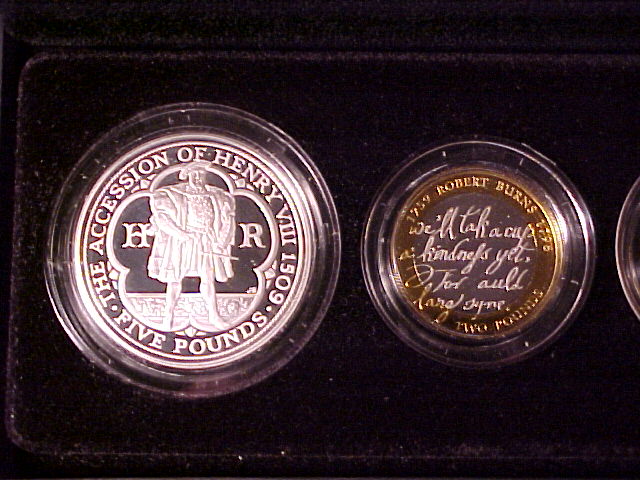 THE ACCESSION OF HENRY VIII 1509
H R
· FIVE POUNDS ·
1759 ROBERT BURNS 1796
we'll tak a cup
o' kindness yet,
For auld
lang syne
TWO POUNDS